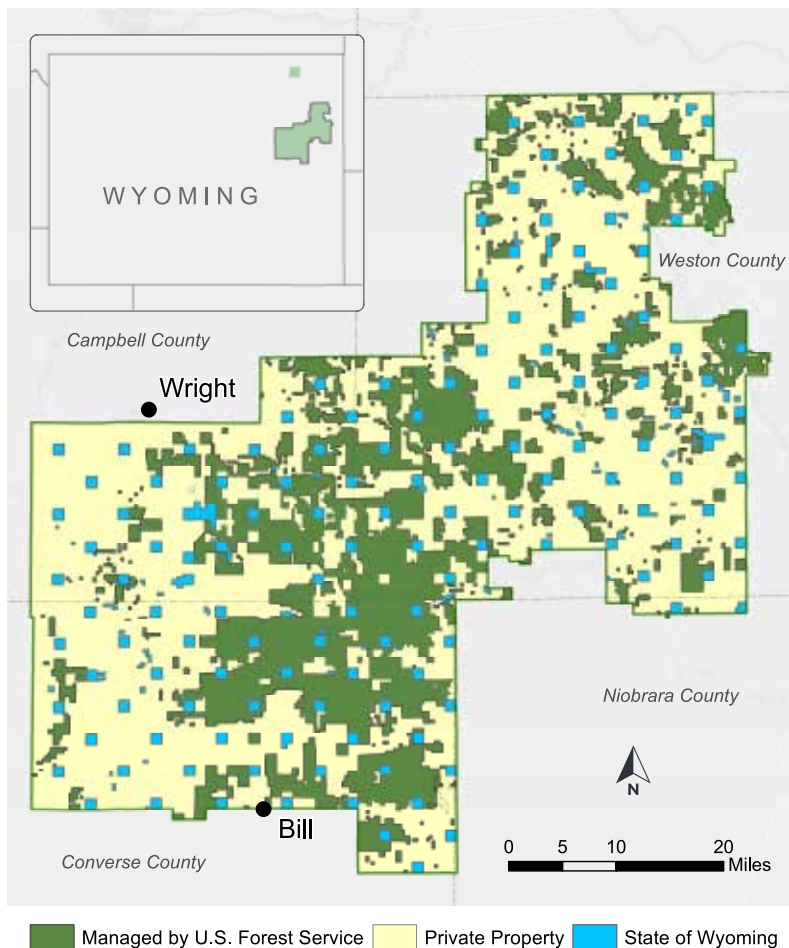 WYOMING
Weston County
Campbell County
Wright
Niobrara County
N
Bill
Converse County
0 5 10 20
Miles
Managed by U.S. Forest Service Private Property State of Wyoming